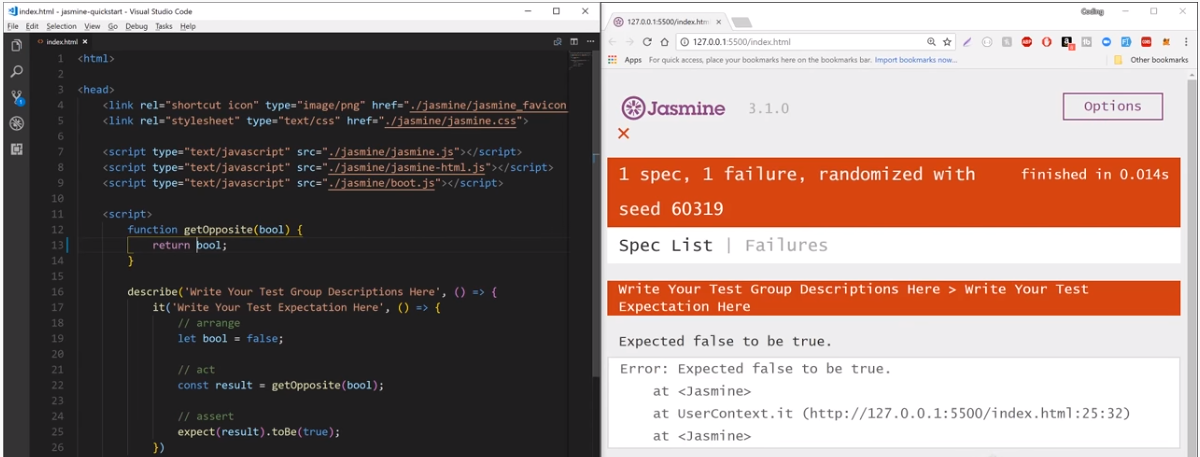 index.html - jasmine-quickstart - Visual Studio Code
File Edit Selection View Go Debug Tasks Help
index.html
1 <html>
2
3 <head>
4 <link rel="shortcut icon" type="image/png" href="./jasmine/jasmine_favicon
5 <link rel="stylesheet" type="text/css" href="./jasmine/jasmine.css">
6
7 <script type="text/javascript" src="./jasmine/jasmine.js"></script>
8 <script type="text/javascript" src="./jasmine/jasmine-html.js"></script>
9 <script type="text/javascript" src="./jasmine/boot.js"></script>
10
11 <script>
12 function getOpposite(bool) {
13 return bool;
14 }
15
16 describe('Write Your Test Group Descriptions Here', () => {
17 it('Write Your Test Expectation Here', () => {
18 // arrange
19 let bool = false;
20
21 // act
22 const result = getOpposite(bool);
23
24 // assert
25 expect(result).toBe(true);
26 })
Coding
127.0.0.1:5500/index.htm
127.0.0.1:5500/index.html
Apps For quick access, place your bookmarks here on the bookmarks bar. Import bookmarks now... Other bookmarks
Jasmine 3.1.0 Options
1 spec, 1 failure, randomized with finished in 0.014s
seed 60319
Spec List | Failures
Write Your Test Group Descriptions Here > Write Your Test
Expectation Here
Expected false to be true.
Error: Expected false to be true.
at <Jasmine>
at UserContext.it (http://127.0.0.1:5500/index.html:25:32)
at <Jasmine>